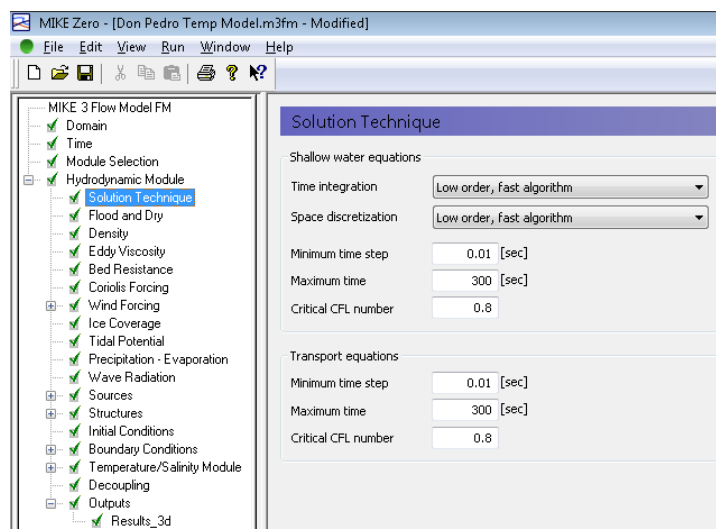 MIKE Zero - [Don Pedro Temp Model.m3fm - Modified]
File Edit View Run Window Help
MIKE 3 Flow Model FM
Domain
Time
Module Selection
Hydrodynamic Module
Solution Technique
Flood and Dry
Density
Eddy Viscosity
Bed Resistance
Coriolis Forcing
Wind Forcing
Ice Coverage
Tidal Potential
Precipitation - Evaporation
Wave Radiation
Sources
Structures
Initial Conditions
Boundary Conditions
Temperature/Salinity Module
Decoupling
Outputs
Results_3d
Solution Technique
Shallow water equations
Time integration Low order, fast algorithm
Space discretization Low order, fast algorithm
Minimum time step 0.01 [sec]
Maximum time 300 [sec]
Critical CFL number 0.8
Transport equations
Minimum time step 0.01 [sec]
Maximum time 300 [sec]
Critical CFL number 0.8